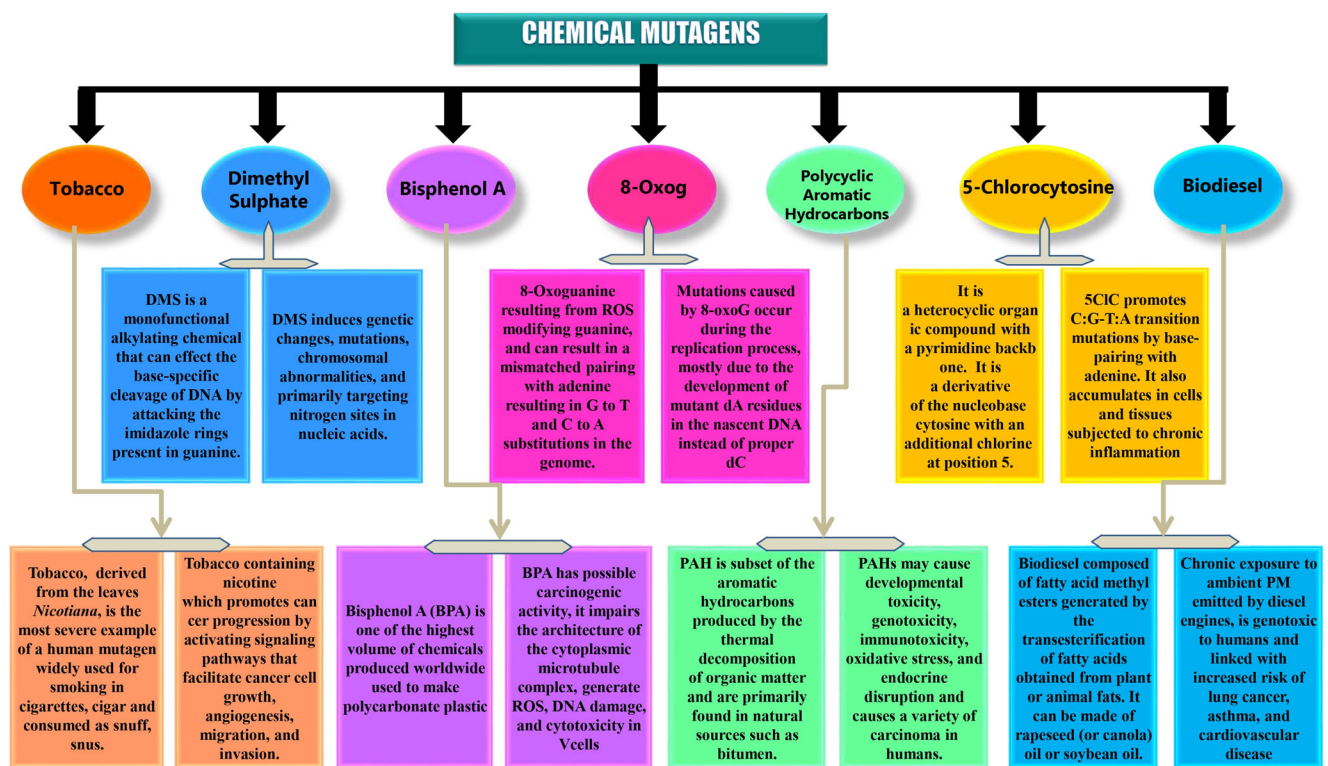 CHEMICAL MUTAGENS
Tobacco
Dimethyl
Sulphate
Bisphenol A
8-Oxog
Polycyclic
Aromatic
Hydrocarbons
5-Chlorocytosine
Biodiesel
DMS is a
monofunctional
alkylating chemical
that can effect the
base-specific
cleavage of DNA by
attacking the
imidazole rings
present in guanine.
DMS induces genetic
changes, mutations,
chromosomal
abnormalities, and
primarily targeting
nitrogen sites in
nucleic acids.
8-Oxoguanine
resulting from ROS
modifying guanine,
and can result in a
mismatched pairing
with adenine
resulting in G to T
and C to A
substitutions in the
genome.
Mutations caused
by 8-oxoG occur
during the
replication process,
mostly due to the
development of
mutant dA residues
in the nascent DNA
instead of proper
dC
It is
a heterocyclic organ
ic compound with
a pyrimidine backb
one. It is
a derivative
of the nucleobase
cytosine with an
additional chlorine
at position 5.
5ClC promotes
C:G-T:A transition
mutations by base-
pairing with
adenine. It also
accumulates in cells
and tissues
subjected to chronic
inflammation
Tobacco, derived
from the leaves
Nicotiana, is the
most severe example
of a human mutagen
widely used for
smoking in
cigarettes, cigar and
consumed as snuff,
snus.
Tobacco containing
nicotine
which promotes can
cer progression by
activating signaling
pathways that
facilitate cancer cell
growth,
angiogenesis,
migration, and
invasion.
Bisphenol A (BPA) is
one of the highest
volume of chemicals
produced worldwide
used to make
polycarbonate plastic
BPA has possible
carcinogenic
activity, it impairs
the architecture of
the cytoplasmic
microtubule
complex, generate
ROS, DNA damage,
and cytotoxicity in
Vcells
PAH is subset of the
aromatic
hydrocarbons
produced by the
thermal
decomposition
of organic matter
and are primarily
found in natural
sources such as
bitumen.
PAHs may cause
developmental
toxicity,
genotoxicity,
immunotoxicity,
oxidative stress, and
endocrine
disruption and
causes a variety of
carcinoma in
humans.
Biodiesel composed
of fatty acid methyl
esters generated by
the
transesterification
of fatty acids
obtained from plant
or animal fats. It
can be made of
rapeseed (or canola)
oil or soybean oil.
Chronic exposure to
ambient PM
emitted by diesel
engines, is genotoxic
to humans and
linked with
increased risk of
lung cancer,
asthma, and
cardiovascular
disease